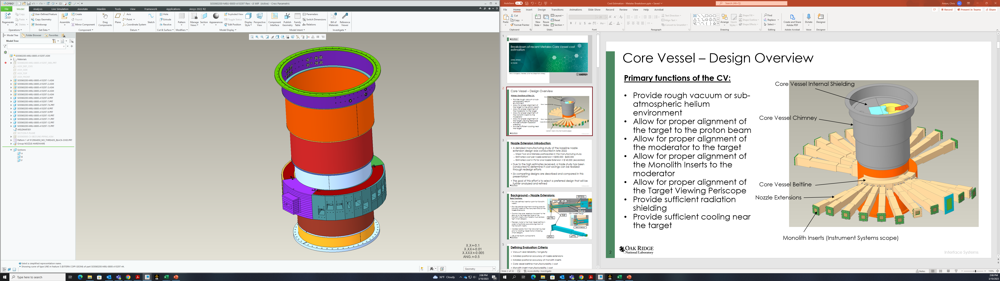 creo
S03060200-M8U-8800-A10297 Rev: -.8 WIP (Active) - Creo Parametric
File Model Analysis Live Simulation Annotate Manikin Tools View Framework Applications Ansys 2022 R2
Regenerate
Copy
Paste
Delete
Operations
User-Defined Feature
Copy Geometry
Shrinkwrap
Get Data
Assemble
Create
Repeat
Mirror Component
Component
Drag Components
Plane
Axis
Point
Coordinate System
Sketch
Datum
Hole
Extrude
Revolve
Cut & Surface
Pattern
Modifiers
Manage Views
Section
Appearances
Exploded View
Toggle Status
Edit Position
Display Style
Perspective View
Model Display
Component Interface
Publish Geometry
Family Table
Parameters
Switch Dimensions
Relations
Model Intent
Bill of Materials
Reference Viewer
Investigate
Model Tree Folder Browser Favorites
Model Tree
S03060200-M8U-8800-A10297.ASM
Materials
S03060200-M8U-8800-A10297_SKEL.PRT
ASSY_DEF_CSYS
ASSY_SIDE
ASSY_TOP
ASSY_FRONT
S03060200-M8U-8800-A10297-1.ASM
S03060200-M8U-8800-A10297-2.ASM
S03060200-M8U-8800-A10297-3.ASM
S03060200-M8U-8800-A10297-4.ASM
S03060200-M8U-8800-A10297-5.ASM
S03060200-M8U-8800-A10297-6.PRT
S03060200-M8U-8800-A10297-7.PRT
S03060200-M8U-8800-A10297-7A.PRT
S03060200-M8U-8800-A10297-8.PRT
S03060200-M8U-8800-A10297-9.PRT
S03060200-M8U-8800-A10297-10.PRT
S03060200-M8U-8800-A10297-11.PRT
S03060200-M8U-8800-A10297-12.PRT
S03060200-M8U-8800-A10297-13.PRT
WELDMAT001
SECTION-F-PLANE
S03060000-CV-BELTLINE-PIPING.ASM
Pattern 1 of 91290A850_NO_THREADS_BLACK-OXID.PRT
Group NOZZLE-HARDWARE
Sections
A
B
F
X.X+-0.1
X.XX+-0.01
X.XXX+-0.005
ANG.+-0.5
Select a simplified representation name.
Showing curve of type LINE in feature 5 (EXTERN COPY GEOM) of part S03060200-M8U-8800-A10297-44.
Geometry
Type here to search
36°F Cloudy
2:06 PM
3/10/2023
AutoSave On
Cost Estimation - Metalex Breakdown.pptx • Saved
Search (Alt+Q)
Anton, Chris AC
File Home Insert Design Transitions Animations Slide Show Record Review View Help Acrobat
Record Present in Teams Share
Paste
Cut
Copy
Format Painter
Clipboard
New Slide
Reuse Slides
Layout
Reset
Section
Slides
Font
Text Direction
Align Text
Convert to SmartArt
Paragraph
Arrange
Quick Styles
Shape Fill
Shape Outline
Shape Effects
Drawing
Find
Replace
Select
Editing
Create and Share Adobe PDF
Adobe Acrobat
Dictate
Voice
Designer
Designer
1
Breakdown of recent Metalex Core Vessel cost
estimation
Chris Anton
3/10/23
ENERGY
2
Core Vessel – Design Overview
Primary functions of the CV:
3
Nozzle Extension Introduction
• A detailed manufacturing study of the baseline nozzle
extension design was conducted in late 2022
– Major Tool and Metalex participated in the manufacturing study
– Estimated cost per nozzle extension = $550,000 - $600,000
– Estimated cost in P6 for one Nozzle Extension = $140,000 (escalated)
• Due to the high estimates received, a trade study has been
conducted to determine if cost savings can be realized
through redesign efforts
• Six competing designs are described and compared in this
presentation
• The goal of this effort is to select a preferred design that will be
further analyzed and refined
4
Background – Nozzle Extensions
Basic Functions:
5
Defining Evaluation Criteria
• Vacuum seal reliability / longevity
• Installed positional accuracy of nozzle extensions
• Installed positional accuracy of monolith inserts
• Core vessel beltline manufacturability / cost
• Monolith insert manufacturability / cost
Core Vessel – Design Overview
Primary functions of the CV:
• Provide rough vacuum or sub-
atmospheric helium
environment
• Allow for proper alignment of
the target to the proton beam
• Allow for proper alignment of
the moderator to the target
• Allow for proper alignment of
the Monolith Inserts to the
moderator
• Allow for proper alignment of
the Target Viewing Periscope
• Provide sufficient radiation
shielding
• Provide sufficient cooling near
the target
Core Vessel Internal Shielding
Core Vessel Chimney
Core Vessel Beltline
Nozzle Extensions
Monolith Inserts (Instrument Systems scope)
2
OAK RIDGE
National Laboratory
Interface Systems
Slide 2 of 32
Accessibility: Investigate
Notes
155%
2:06 PM
3/10/2023